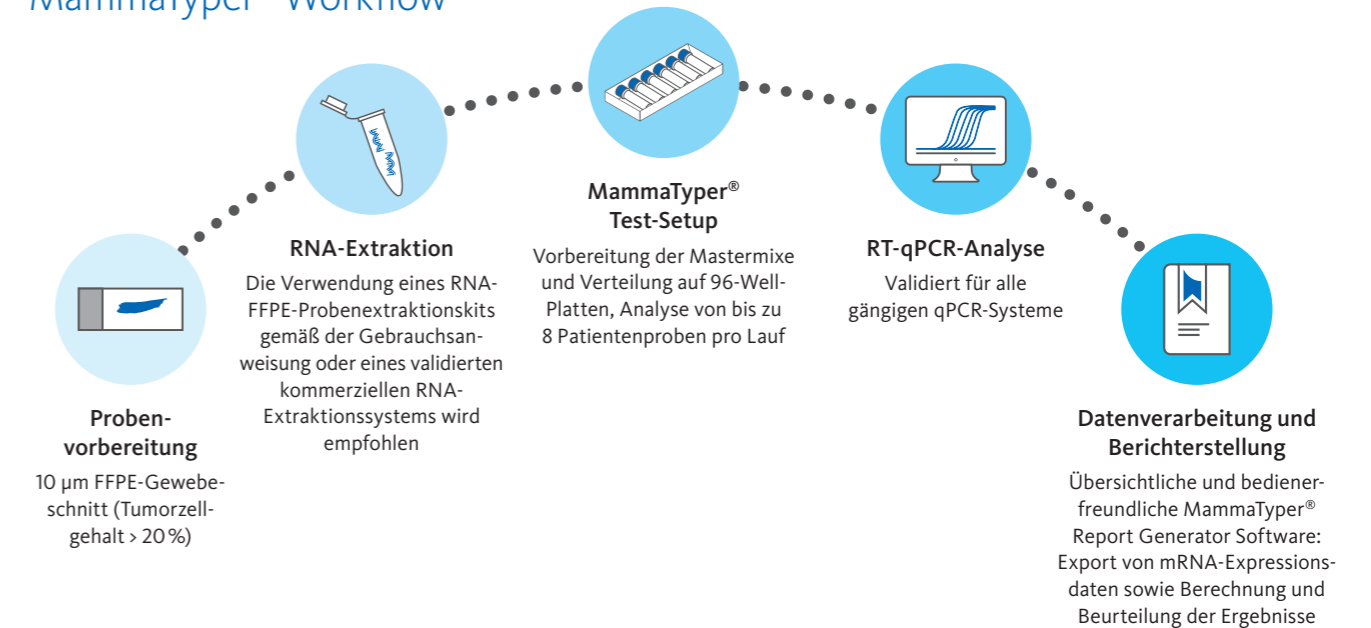 MammaTyper® Workflow
Proben-
vorbereitung
10 µm FFPE-Gewebe-
schnitt (Tumorzell-
gehalt > 20 %)
RNA-Extraktion
Die Verwendung eines RNA-
FFPE-Probenextraktionskits
gemäß der Gebrauchsan-
weisung oder eines validierten
kommerziellen RNA-
Extraktionssystems wird
empfohlen
MammaTyper®
Test-Setup
Vorbereitung der Mastermixe
und Verteilung auf 96-Well-
Platten, Analyse von bis zu
8 Patientenproben pro Lauf
RT-qPCR-Analyse
Validiert für alle
gängigen qPCR-Systeme
Datenverarbeitung und
Berichterstellung
Übersichtliche und bediener-
freundliche MammaTyper®
Report Generator Software:
Export von mRNA-Expressions-
daten sowie Berechnung und
Beurteilung der Ergebnisse